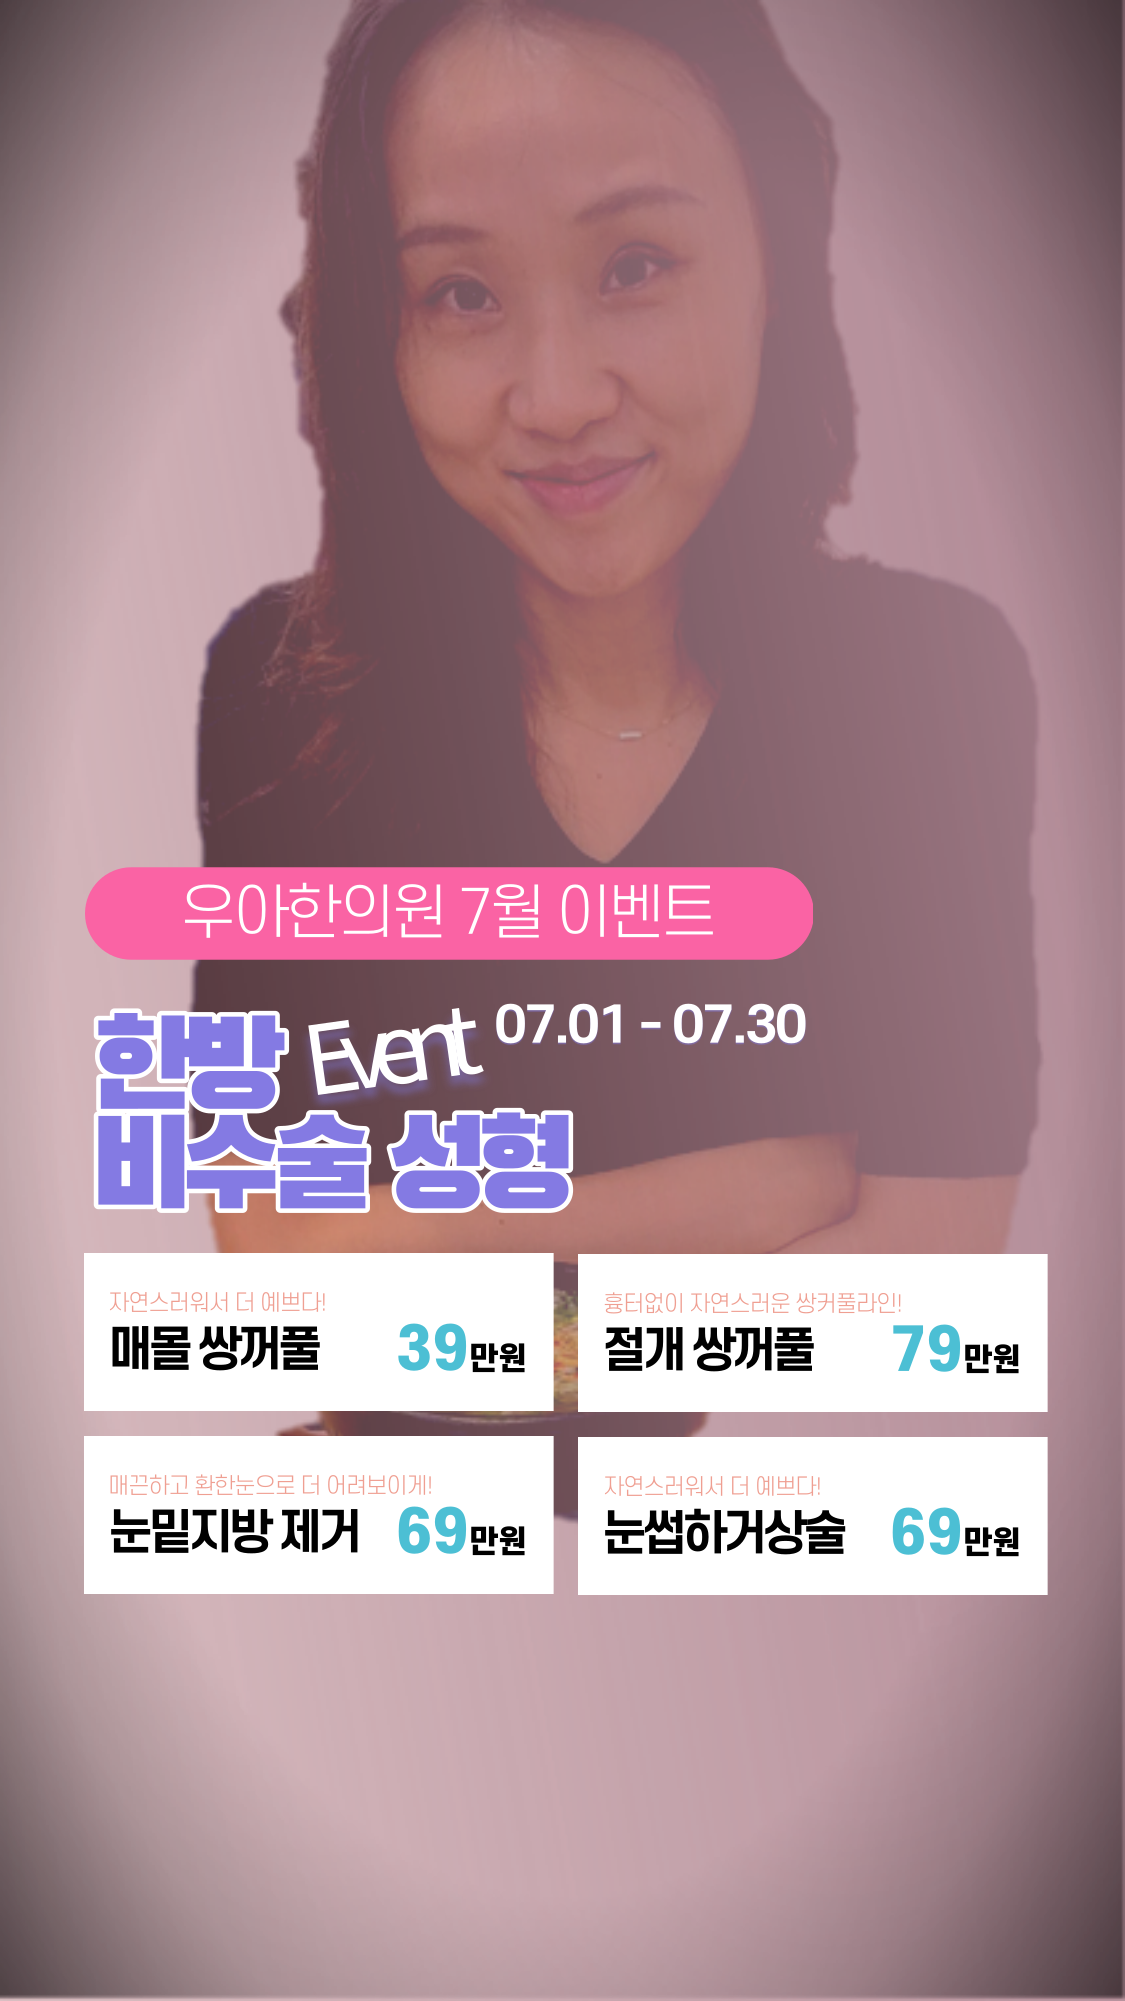 우아한의원 7월 이벤트
한방 Event 07.01 - 07.30
비수술 성형
자연스러워서 더 예쁘다!
매몰 쌍꺼풀 39만원
흉터없이 자연스러운 쌍커풀라인!
절개 쌍꺼풀 79만원
매끈하고 환한눈으로 더 어려보이게!
눈밑지방 제거 69만원
자연스러워서 더 예쁘다!
눈썹하거상술 69만원